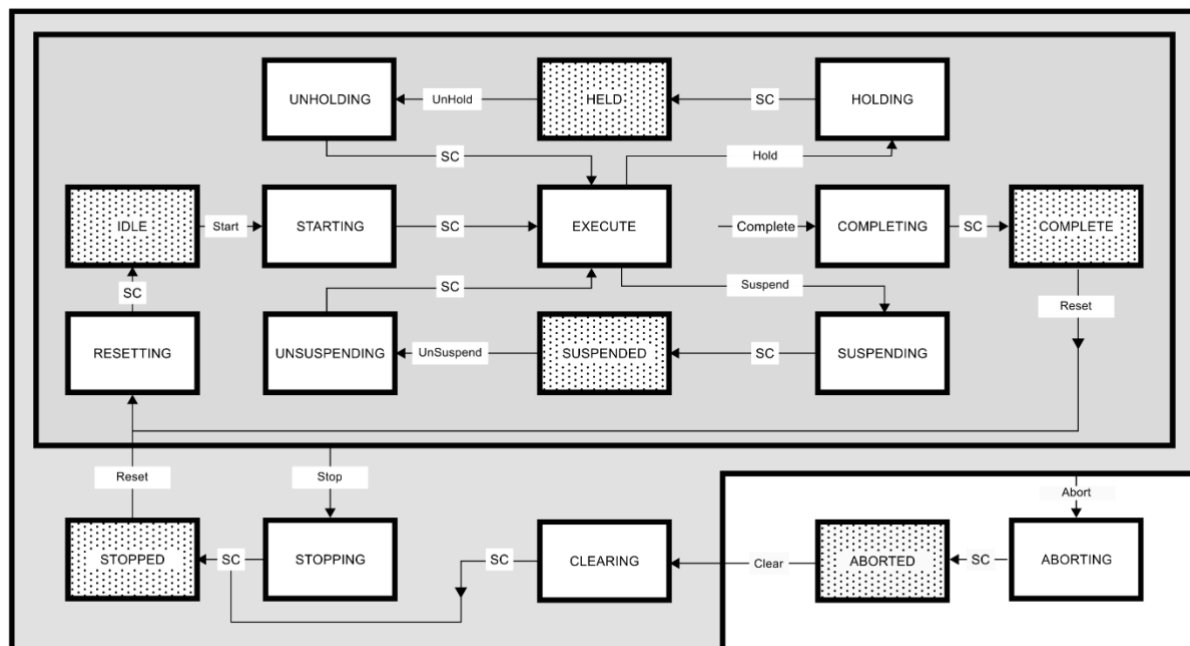 UNHOLDING
UnHold
HELD
SC
HOLDING
SC
Hold
IDLE
Start
STARTING
SC
EXECUTE
Complete
COMPLETING
SC
COMPLETE
SC
SC
Suspend
Reset
RESETTING
UNSUSPENDING
UnSuspend
SUSPENDED
SC
SUSPENDING
Reset
Stop
Abort
STOPPED
SC
STOPPING
SC
CLEARING
Clear
ABORTED
SC
ABORTING